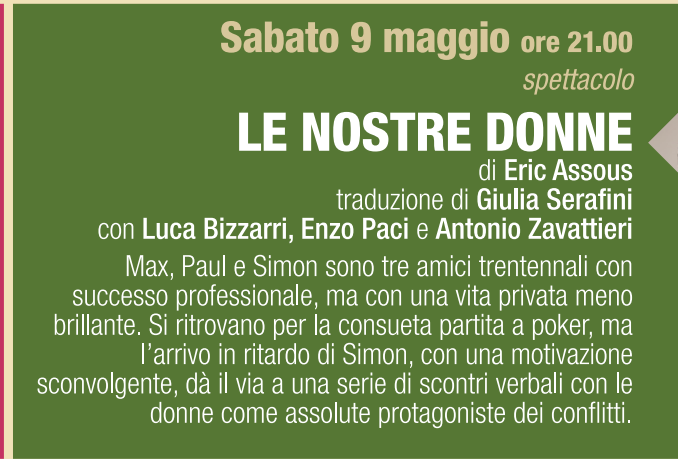 Sabato 9 maggio ore 21.00
spettacolo
LE NOSTRE DONNE
di Eric Assous
traduzione di Giulia Serafini
con Luca Bizzarri, Enzo Paci e Antonio Zavattieri
Max, Paul e Simon sono tre amici trentennali con
successo professionale, ma con una vita privata meno
brillante. Si ritrovano per la consueta partita a poker, ma
l'arrivo in ritardo di Simon, con una motivazione
sconvolgente, dà il via a una serie di scontri verbali con le
donne come assolute protagoniste dei conflitti.